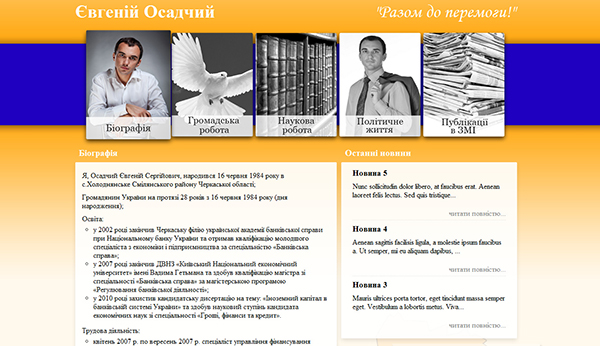 Євгеній Осадчий
"Разом до перемоги!"
Біографія
Громадська
робота
Наукова
робота
Політичне
життя
Публікації
в ЗМІ
Біографія
Я, Осадчий Євгеній Сергійович, народився 16 червня 1984 року в
с.Холоднянське Смілянського району Черкаської області;
Громадянин України на протязі 28 років з 16 червня 1984 року (дня
народження);
Освіта:
у 2002 році закінчив Черкаську філію української академії банківської справи
при Національному банку України та отримав кваліфікацію молодшого
спеціаліста з економіки і підприємництва за спеціальністю «Банківська
справа»;
у 2007 році закінчив ДВНЗ «Київський Національний економічний
університет» імені Вадима Гетьмана та здобув кваліфікацію магістра зі
спеціальності «Банківська справа» за магістерською програмою
«Регулювання банківської діяльності»;
у 2010 році захистив кандидатську дисертацію на тему: «Іноземний капітал в
банківській системі України» та здобув науковий ступінь кандидата
економічних наук зі спеціальності «Гроші, фінанси та кредит».
Трудова діяльність:
квітень 2007 р. по вересень 2007 р. спеціаліст управління фінансування
Останні новини
Новина 5
Nunc sollicitudin dolor libero, at faucibus erat. Aenean
laoreet felis lectus. Sed quis tristique...
читати повністю...
Новина 4
Aenean sagittis facilisis ligula, a molestie ipsum faucibus
a. Ut semper, mi eu aliquam dapibus, ...
читати повністю...
Новина 3
Mauris ultrices porta tortor, eget tincidunt massa semper
eget. Vestibulum a lobortis metus. Viva...
читати повністю...